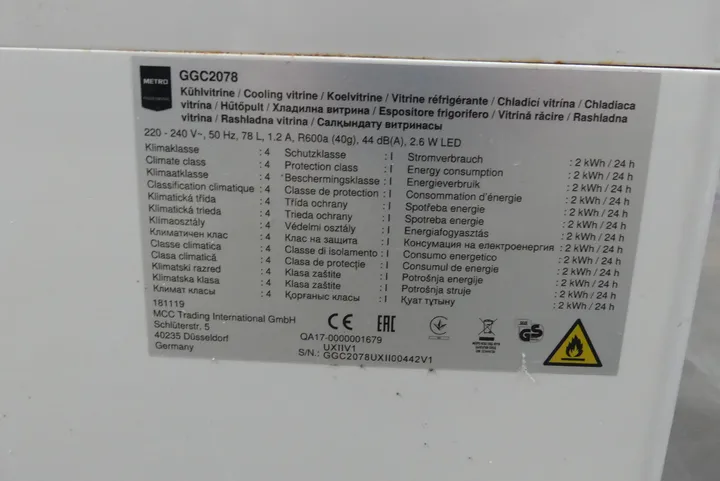 METRO
GGC2078
Kühlvitrine / Cooling vitrine / Koelvitrine / Vitrine réfrigérante / Chladicí vitrína / Chladiaca
vitrína / Hűtőpult / Хладилна витрина / Espositore frigorifero / Vitrină răcire / Rashladna
vitrina / Rashladna vitrina / Салқындату витринасы
220 - 240 V~, 50 Hz, 78 L, 1.2 A, R600a (40g), 44 dB(A), 2.6 W LED
Klimaklasse : 4
Climate class : 4
Klimaatklasse : 4
Classification climatique : 4
Klimatická třída : 4
Klimatická trieda : 4
Klímaosztály : 4
Климатичен клас : 4
Classe climatica : 4
Clasa climatică : 4
Klimatski razred : 4
Klimatska klasa : 4
Климат класы : 4
Schutzklasse : I
Protection class : I
Beschermingsklasse : I
Classe de protection : I
Třída ochrany : I
Trieda ochrany : I
Védelmi osztály : I
Клас на защита : I
Classe di isolamento : I
Clasa de protecție : I
Klasa zaštite : I
Klasa zaštite : I
Қорғаныс класы : I
Stromverbrauch : 2 kWh / 24 h
Energy consumption : 2 kWh / 24 h
Energieverbruik : 2 kWh / 24 h
Consommation d'énergie : 2 kWh / 24 h
Spotřeba energie : 2 kWh / 24 h
Spotreba energie : 2 kWh / 24 h
Energiafogyasztás : 2 kWh / 24 h
Консумация на електроенергия : 2 kWh / 24 h
Consumo energetico : 2 kWh / 24 h
Consumul de energie : 2 kWh / 24 h
Potrošnja energije : 2 kWh / 24 h
Potrošnja struje : 2 kWh / 24 h
Қуат тұтыну : 2 kWh / 24 h
181119
MCC Trading International GmbH
Schlüterstr. 5
40235 Düsseldorf
Germany
CE
EAC
GS
QA17-0000001679
UXIIV1
S/N.: GGC2078UXII00442V1